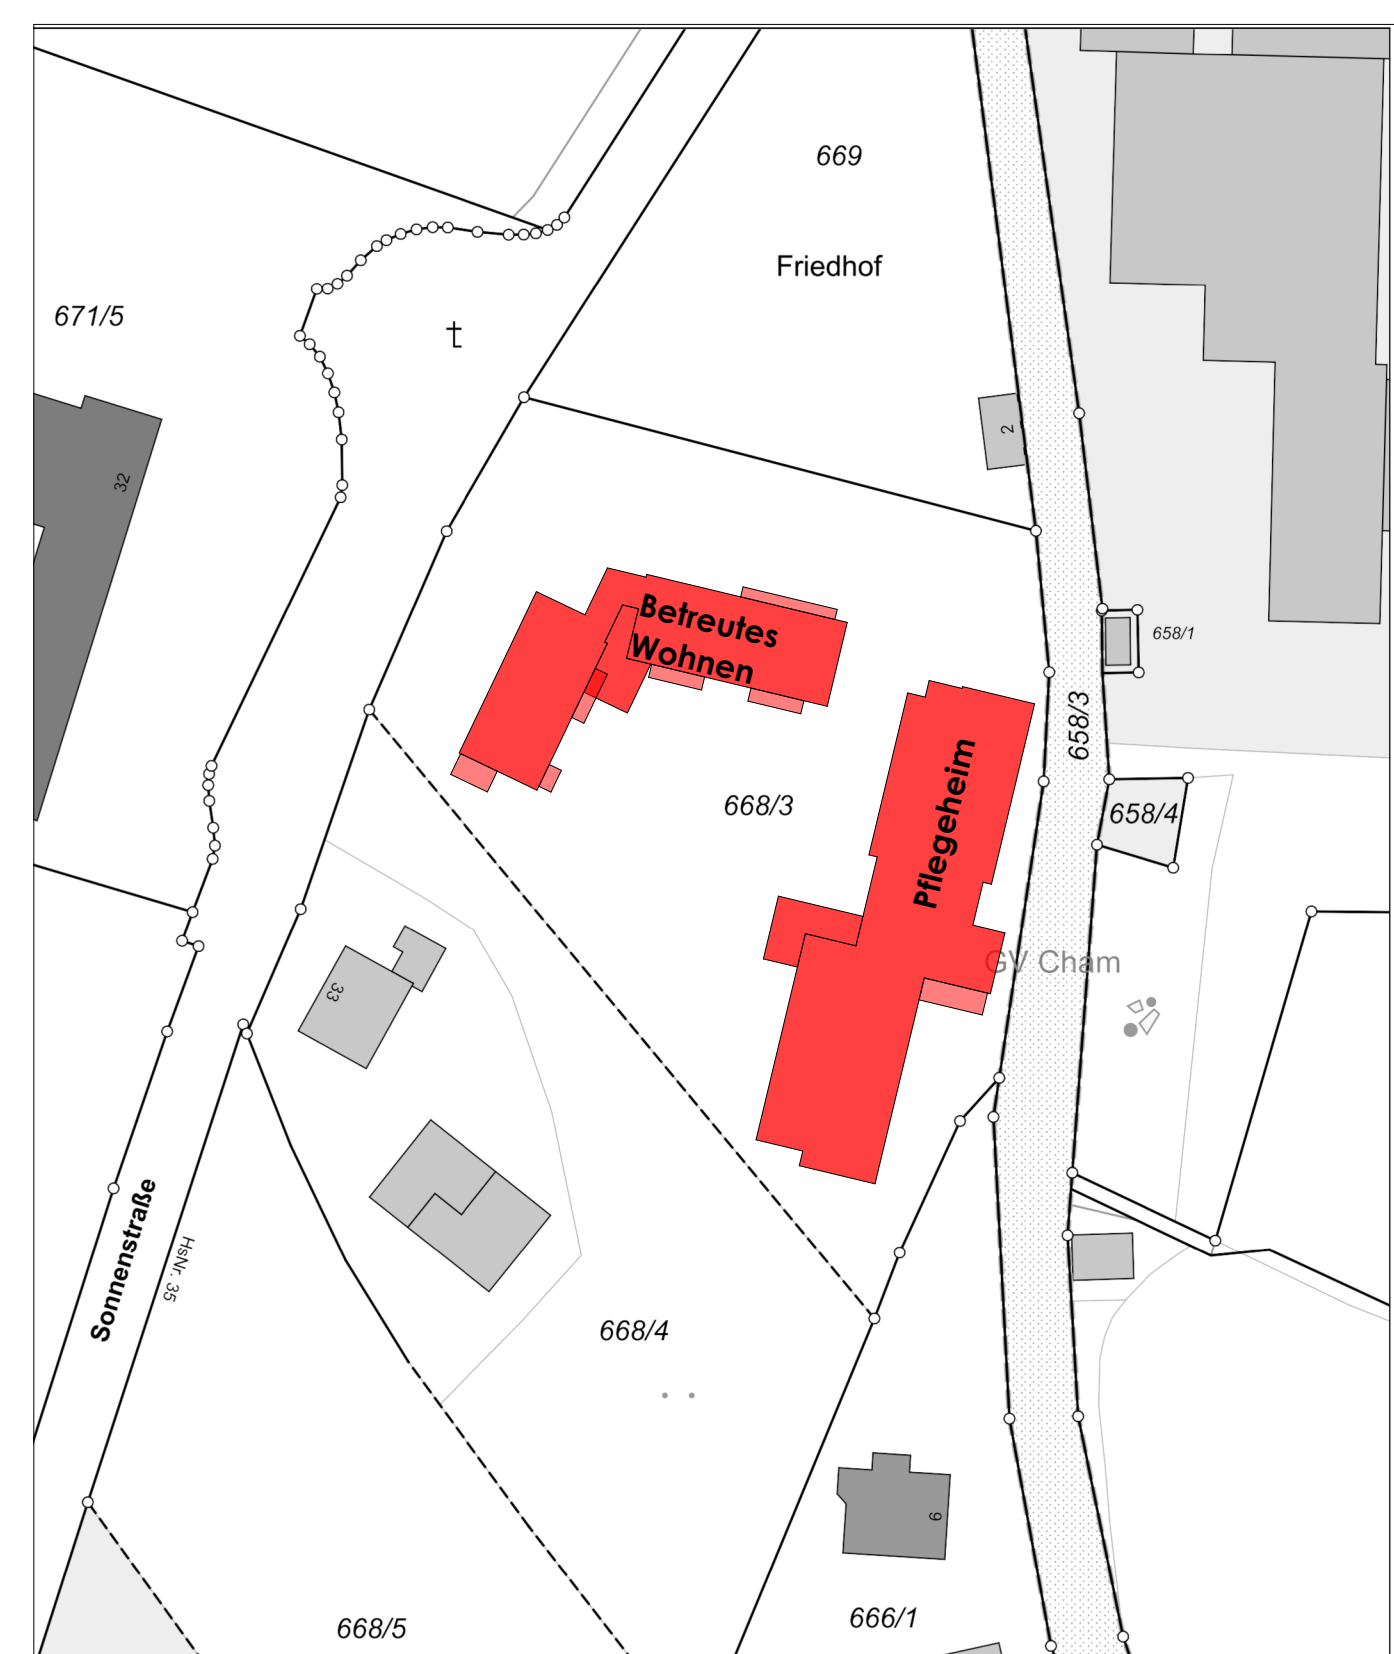 669
Friedhof
671/5
2
32
Betreutes
Wohnen
658/1
658/3
Pflegeheim
668/3
658/4
GV Cham
33
Sonnenstraße
HsNr. 35
668/4
6
666/1
668/5